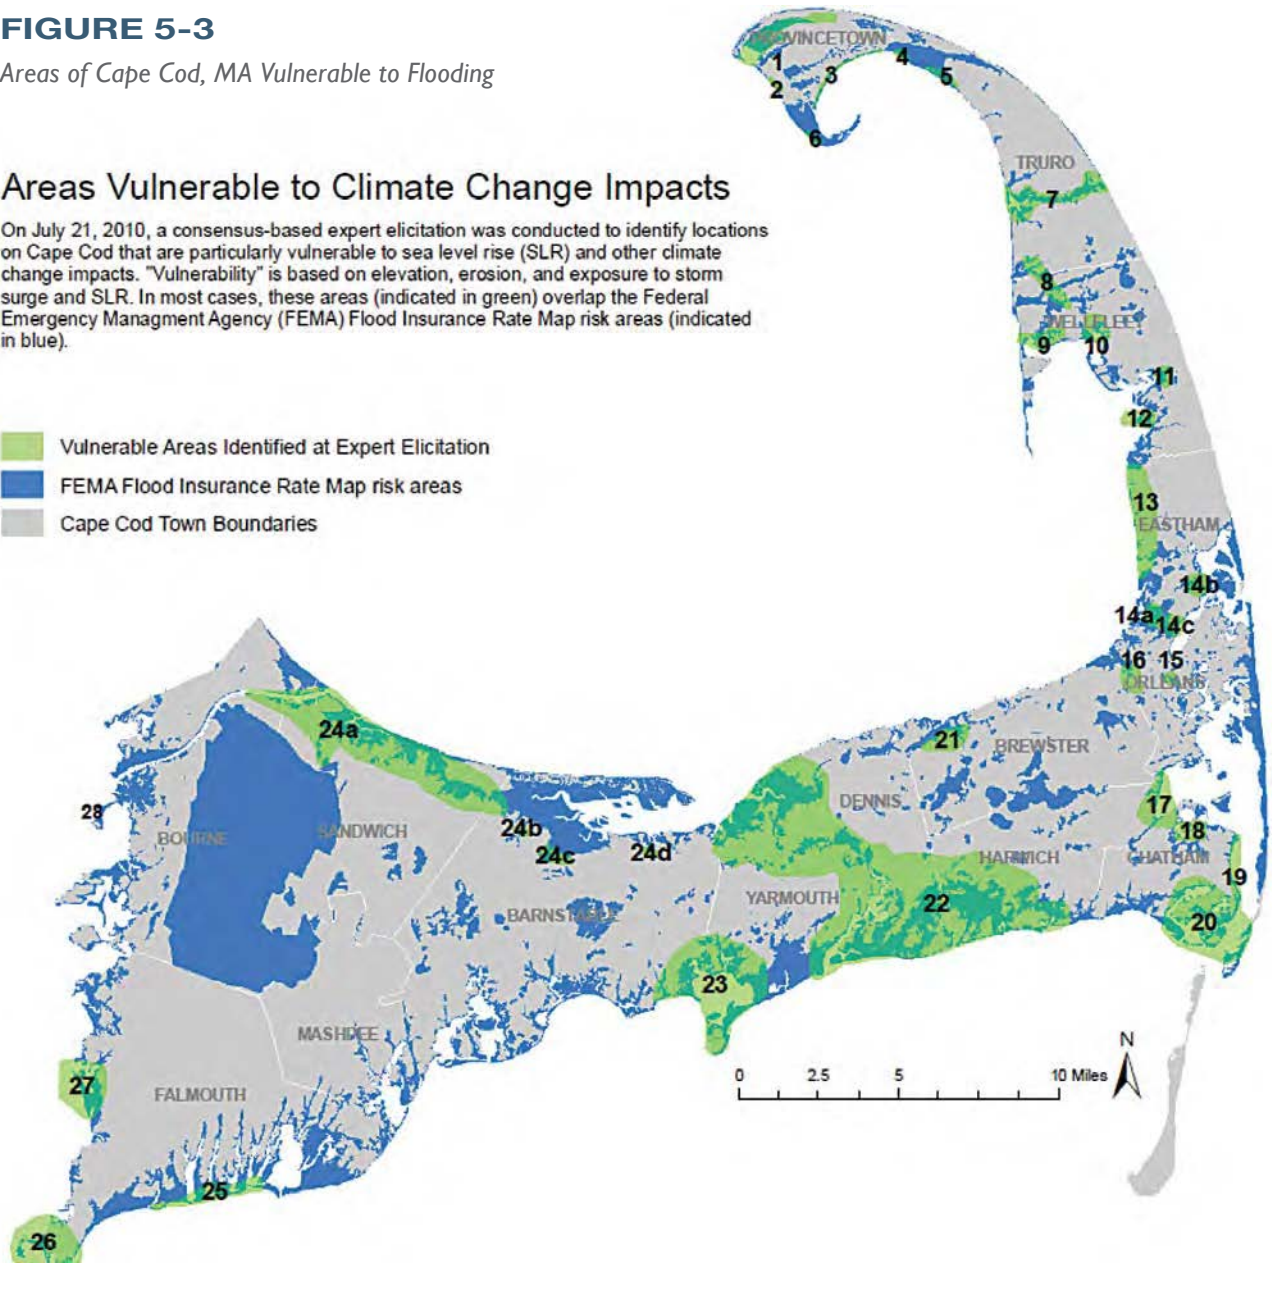 FIGURE 5-3
Areas of Cape Cod, MA Vulnerable to Flooding
Areas Vulnerable to Climate Change Impacts
On July 21, 2010, a consensus-based expert elicitation was conducted to identify locations
on Cape Cod that are particularly vulnerable to sea level rise (SLR) and other climate
change impacts. "Vulnerability" is based on elevation, erosion, and exposure to storm
surge and SLR. In most cases, these areas (indicated in green) overlap the Federal
Emergency Managment Agency (FEMA) Flood Insurance Rate Map risk areas (indicated
in blue).
Vulnerable Areas Identified at Expert Elicitation
FEMA Flood Insurance Rate Map risk areas
Cape Cod Town Boundaries
PROVINCETOWN
1
2
3
4
5
6
TRURO
7
8
WELLFLEET
9
10
11
12
13
EASTHAM
14b
14a
14c
16
15
ORLEANS
24a
21
BREWSTER
28
BOURNE
SANDWICH
DENNIS
17
18
24b
24c
24d
HARWICH
CHATHAM
19
YARMOUTH
22
BARNSTABLE
20
23
MASHPEE
N
0
2.5
5
10 Miles
27
FALMOUTH
25
26